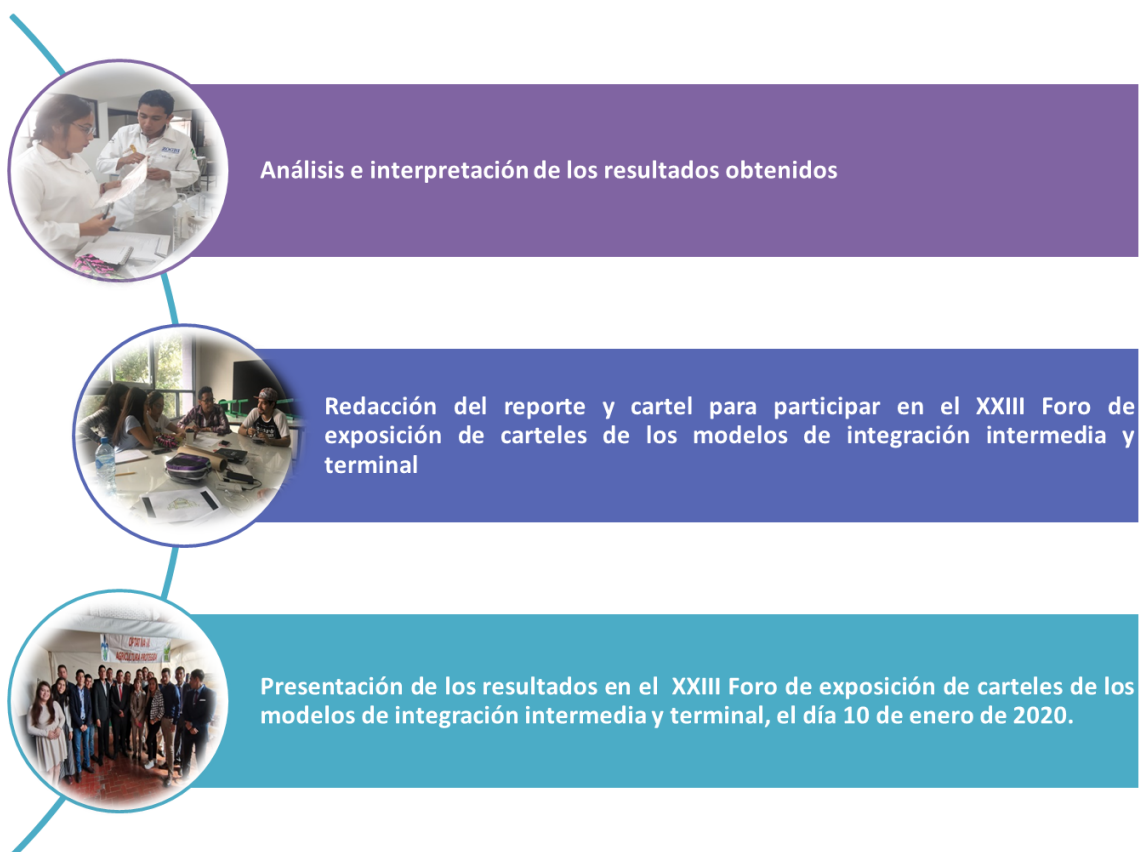 Análisis e interpretación de los resultados obtenidos
Redacción del reporte y cartel para participar en el XXIII Foro de
exposición de carteles de los modelos de integración intermedia y
terminal
AGRICULTURA PROTEGIDA
Presentación de los resultados en el XXIII Foro de exposición de carteles de los
modelos de integración intermedia y terminal, el día 10 de enero de 2020.